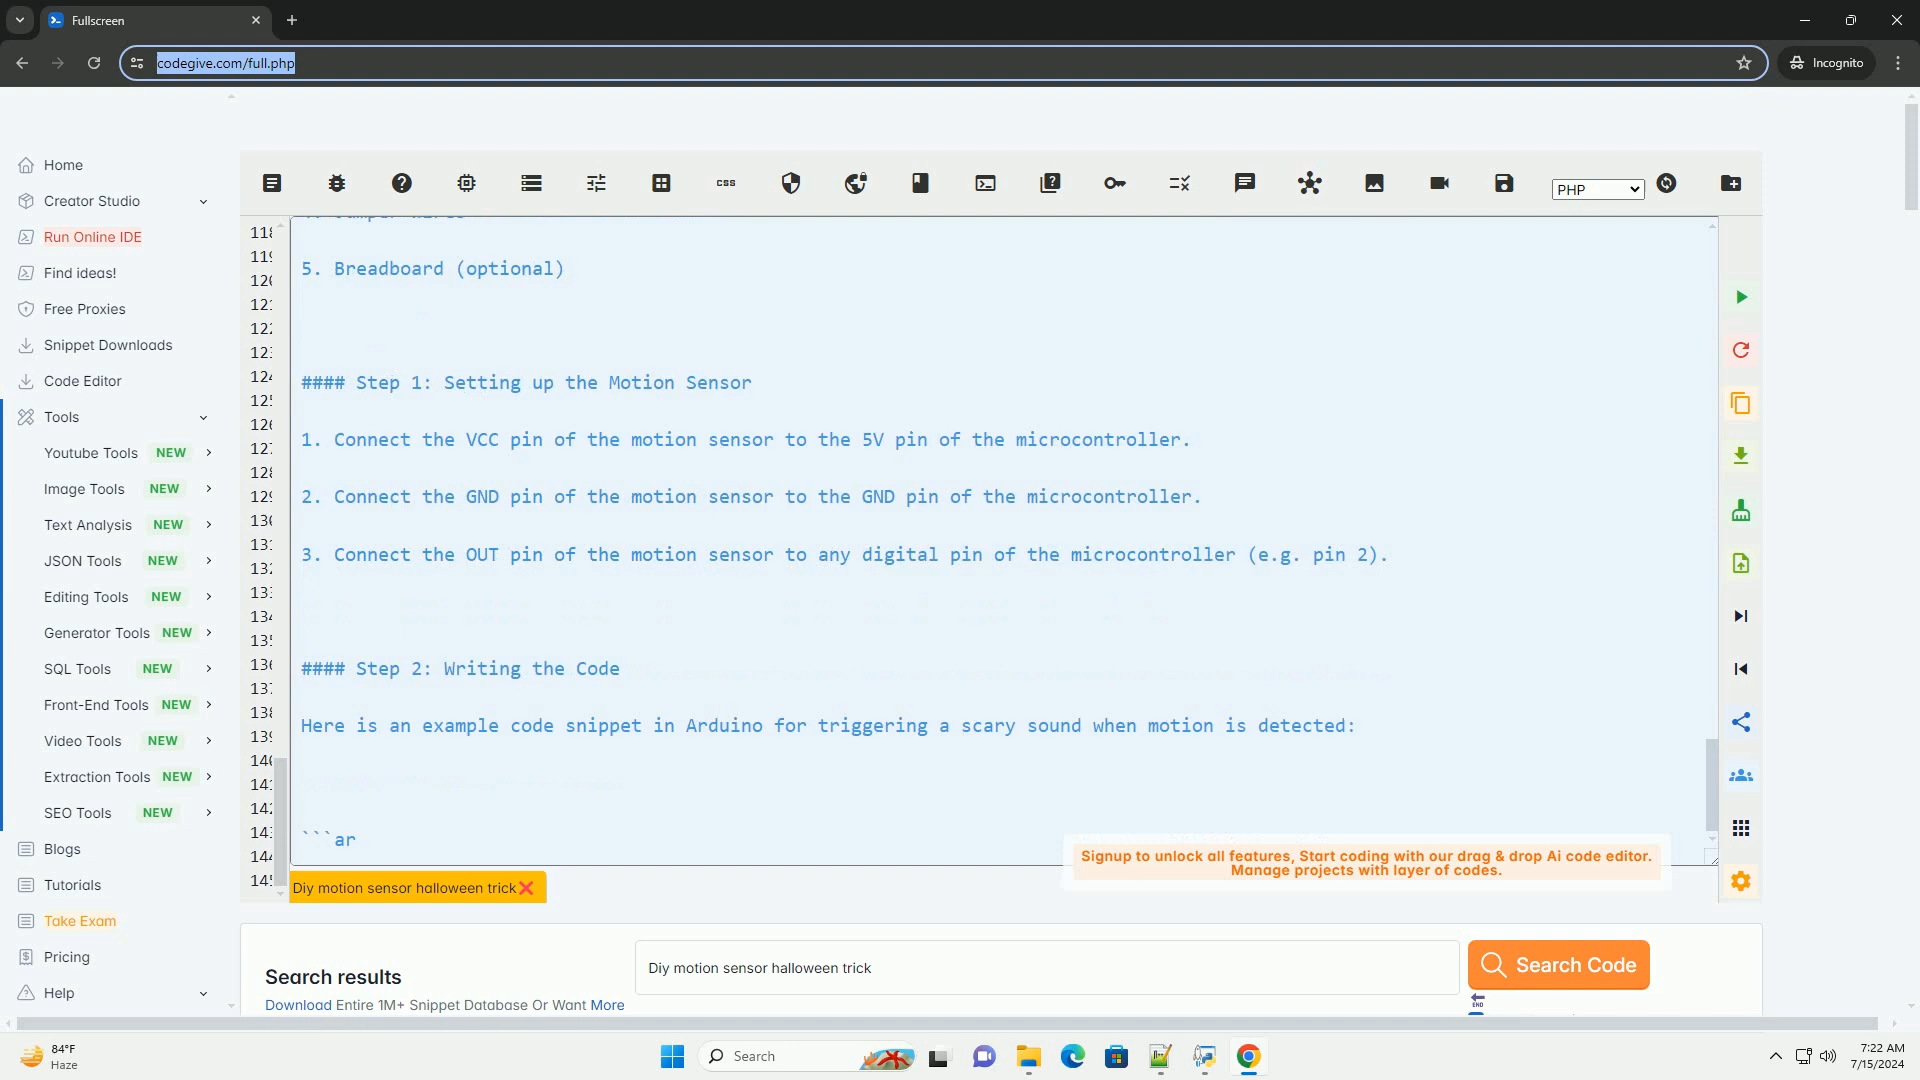 Fullscreen
codegive.com/full.php
Incognito
Home
Creator Studio
Run Online IDE
Find ideas!
Free Proxies
Snippet Downloads
Code Editor
Tools
Youtube Tools NEW
Image Tools NEW
Text Analysis NEW
JSON Tools NEW
Editing Tools NEW
Generator Tools NEW
SQL Tools NEW
Front-End Tools NEW
Video Tools NEW
Extraction Tools NEW
SEO Tools NEW
Blogs
Tutorials
Take Exam
Pricing
Help
css
PHP
5. Breadboard (optional)
#### Step 1: Setting up the Motion Sensor
1. Connect the VCC pin of the motion sensor to the 5V pin of the microcontroller.
2. Connect the GND pin of the motion sensor to the GND pin of the microcontroller.
3. Connect the OUT pin of the motion sensor to any digital pin of the microcontroller (e.g. pin 2).
#### Step 2: Writing the Code
Here is an example code snippet in Arduino for triggering a scary sound when motion is detected:
```ar
Signup to unlock all features, Start coding with our drag & drop Ai code editor.
Manage projects with layer of codes.
Diy motion sensor halloween trick
Search results
Download Entire 1M+ Snippet Database Or Want More
Diy motion sensor halloween trick
Search Code
END
84°F
Haze
Search
7:22 AM
7/15/2024